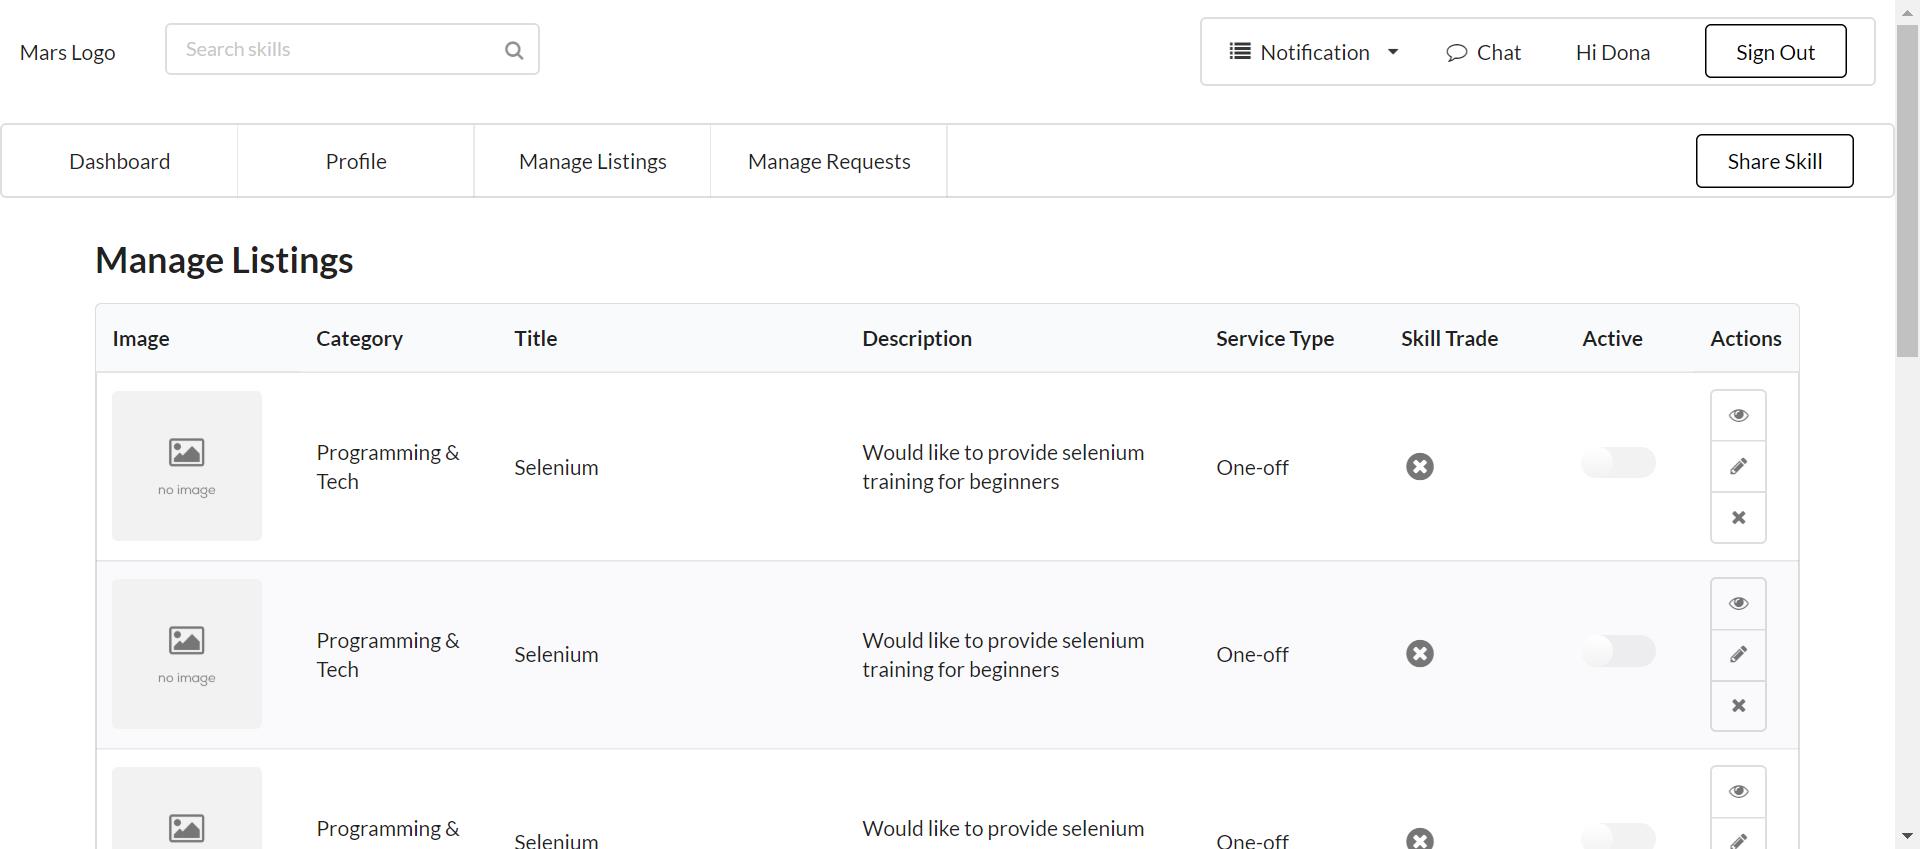 Mars Logo
Search skills
Notification
Chat
Hi Dona
Sign Out
Dashboard
Profile
Manage Listings
Manage Requests
Share Skill
Manage Listings
Image
Category
Title
Description
Service Type
Skill Trade
Active
Actions
no image
Programming &
Tech
Selenium
Would like to provide selenium
training for beginners
One-off
no image
Programming &
Tech
Selenium
Would like to provide selenium
training for beginners
One-off
Programming &
Selenium
Would like to provide selenium
One-off